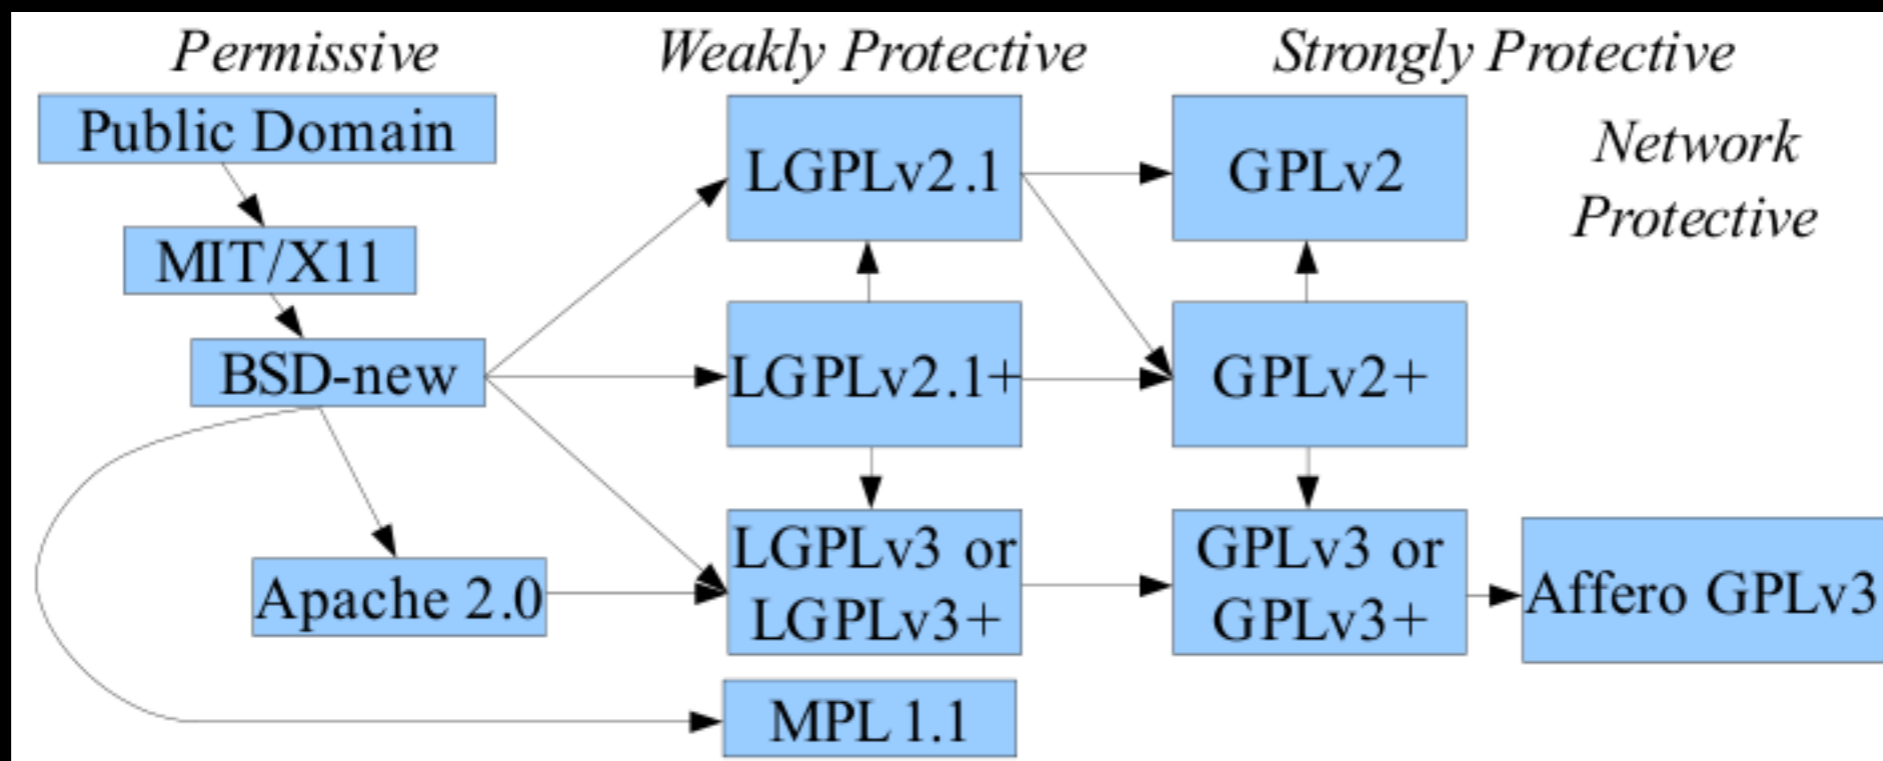 Permissive
Weakly Protective
Strongly Protective
Network
Protective
Public Domain
MIT/X11
BSD-new
Apache 2.0
LGPLv2.1
LGPLv2.1+
LGPLv3 or
LGPLv3+
MPL 1.1
GPLv2
GPLv2+
GPLv3 or
GPLv3+
Affero GPLv3